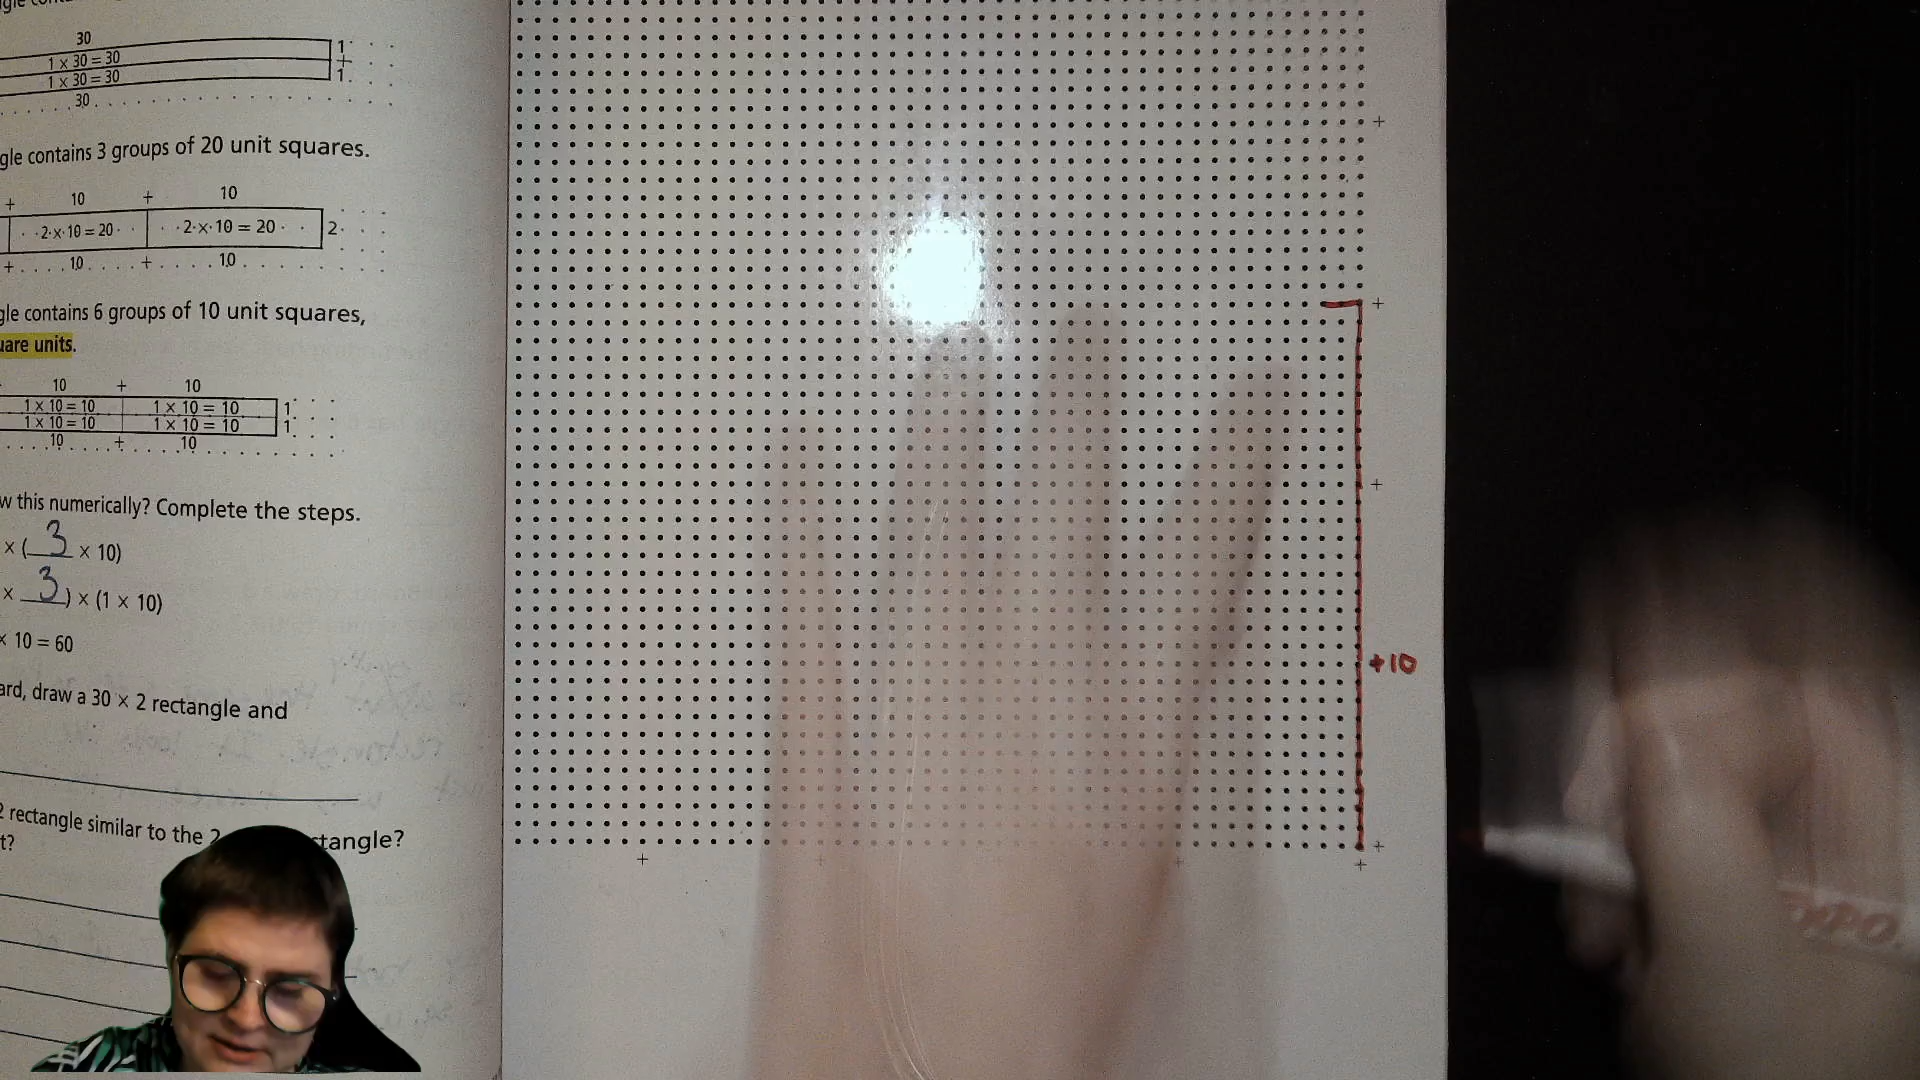 30
1 x 30 = 30
1 x 30 = 30
30
1
+
1
gle contains 3 groups of 20 unit squares.
+ 10 + 10
2 x 10 = 20 2 x 10 = 20 2
+ 10 + 10
gle contains 6 groups of 10 unit squares,
uare units.
10 + 10
1 x 10 = 10 1 x 10 = 10 1
1 x 10 = 10 1 x 10 = 10 1
10 + 10
w this numerically? Complete the steps.
x (3 x 10)
x 3) x (1 x 10)
x 10 = 60
ard, draw a 30 x 2 rectangle and
2 rectangle similar to the 2 tangle?
t?
+
+
+
+10
+
+ + + + +